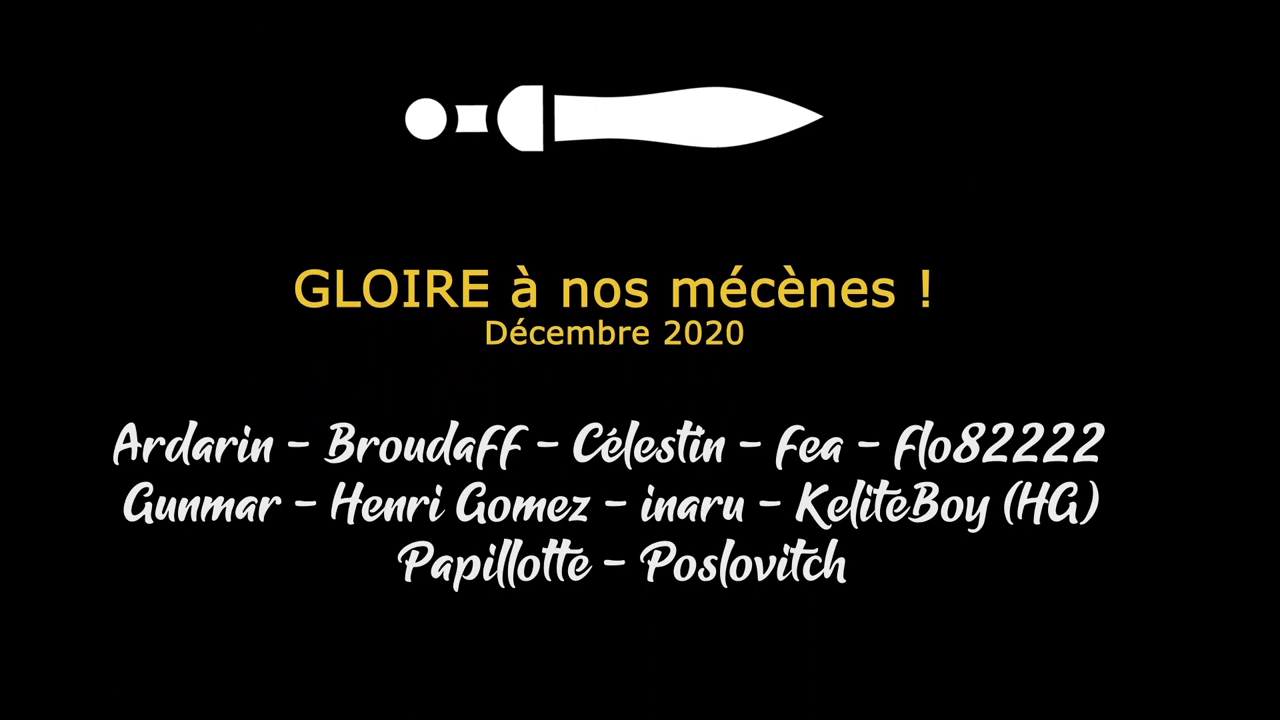 GLOIRE à nos mécènes !
Décembre 2020
Ardarin - Broudaff - Célestin - Fea - Flo82222
Gunmar - Henri Gomez - inaru - KeliteBoy (HG)
Papillotte - Poslovitch